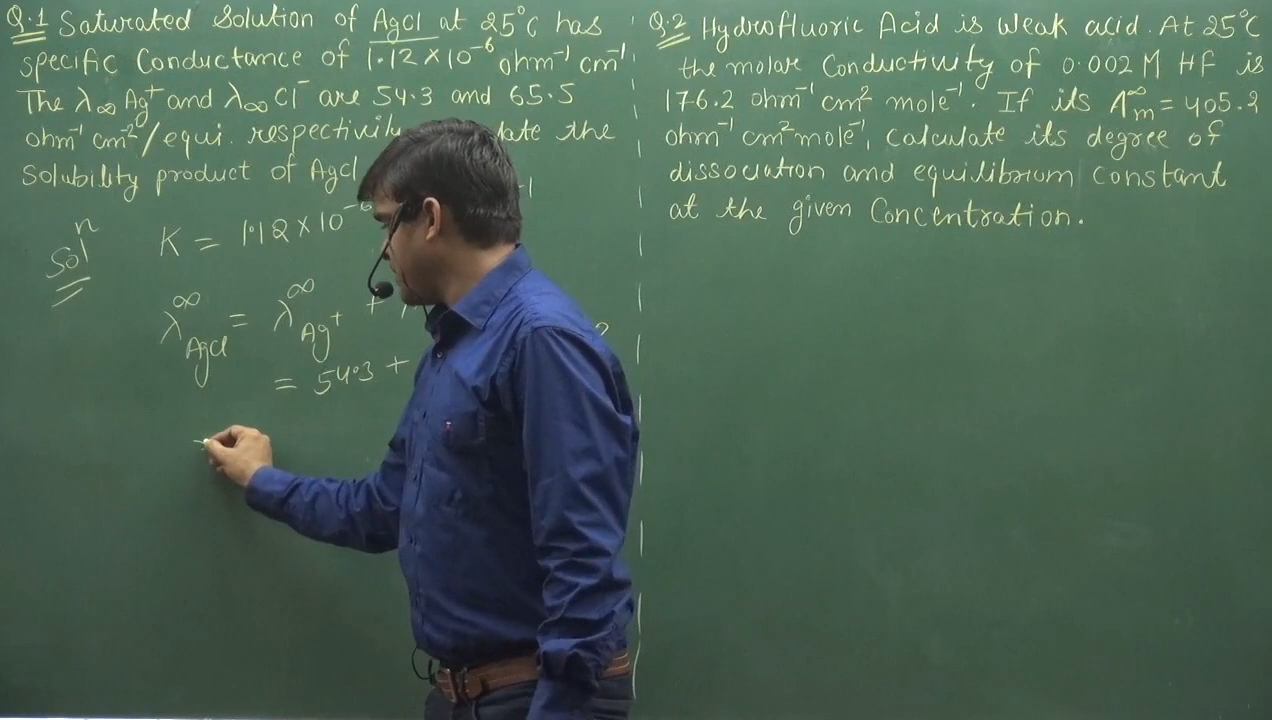 Q.1 Saturated Solution of AgCl at 25°C has
specific Conductance of 1.12 × 10⁻⁶ ohm⁻¹ cm⁻¹
The λ∞ Ag⁺ and λ∞ Cl⁻ are 54.3 and 65.5
ohm⁻¹ cm⁻²/equi. respectivily the
Solubility product of AgCl
Solⁿ
K = 1.12 × 10
λ∞ AgCl = λ∞ Ag⁺ +
= 54.3 +
Q.2 Hydrofluoric Acid is weak acid. At 25°C
the molar Conductivity of 0.002 M HF is
176.2 ohm⁻¹ cm² mole⁻¹. If its Λ∞m = 405.2
ohm⁻¹ cm² mole⁻¹, Calculate its degree of
dissociation and equilibrium Constant
at the given Concentration.